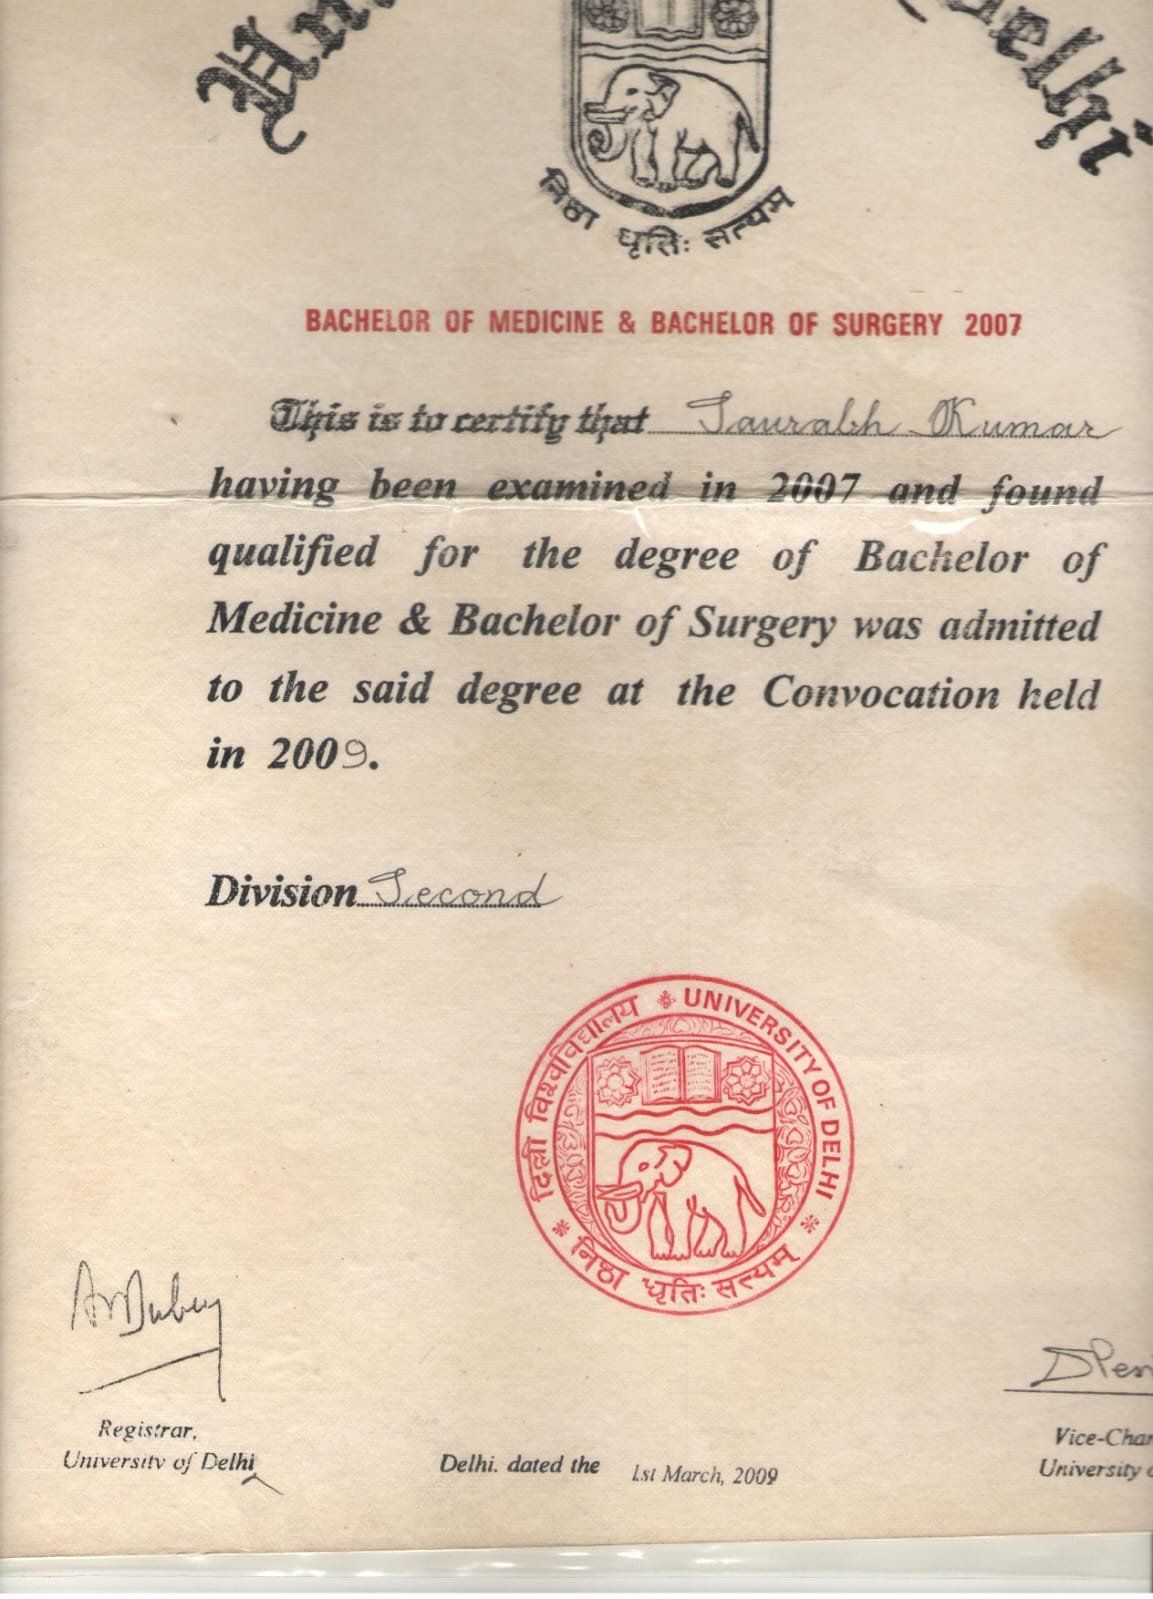 निष्ठा धृतिः सत्यम्
BACHELOR OF MEDICINE & BACHELOR OF SURGERY 2007
This is to certify that Saurabh Kumar
having been examined in 2007 and found
qualified for the degree of Bachelor of
Medicine & Bachelor of Surgery was admitted
to the said degree at the Convocation held
in 2009.
Division Second
दिल्ली विश्वविद्यालय * UNIVERSITY OF DELHI *
निष्ठा धृतिः सत्यम् *
Registrar,
University of Delhi
Delhi. dated the 1st March, 2009
Vice-Chan
University o